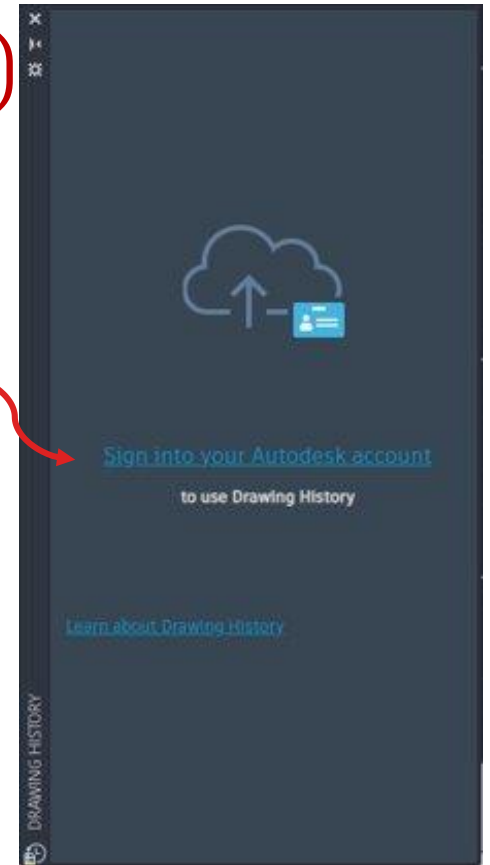 Sign into your Autodesk account
to use Drawing History
Learn about Drawing History
DRAWING HISTORY